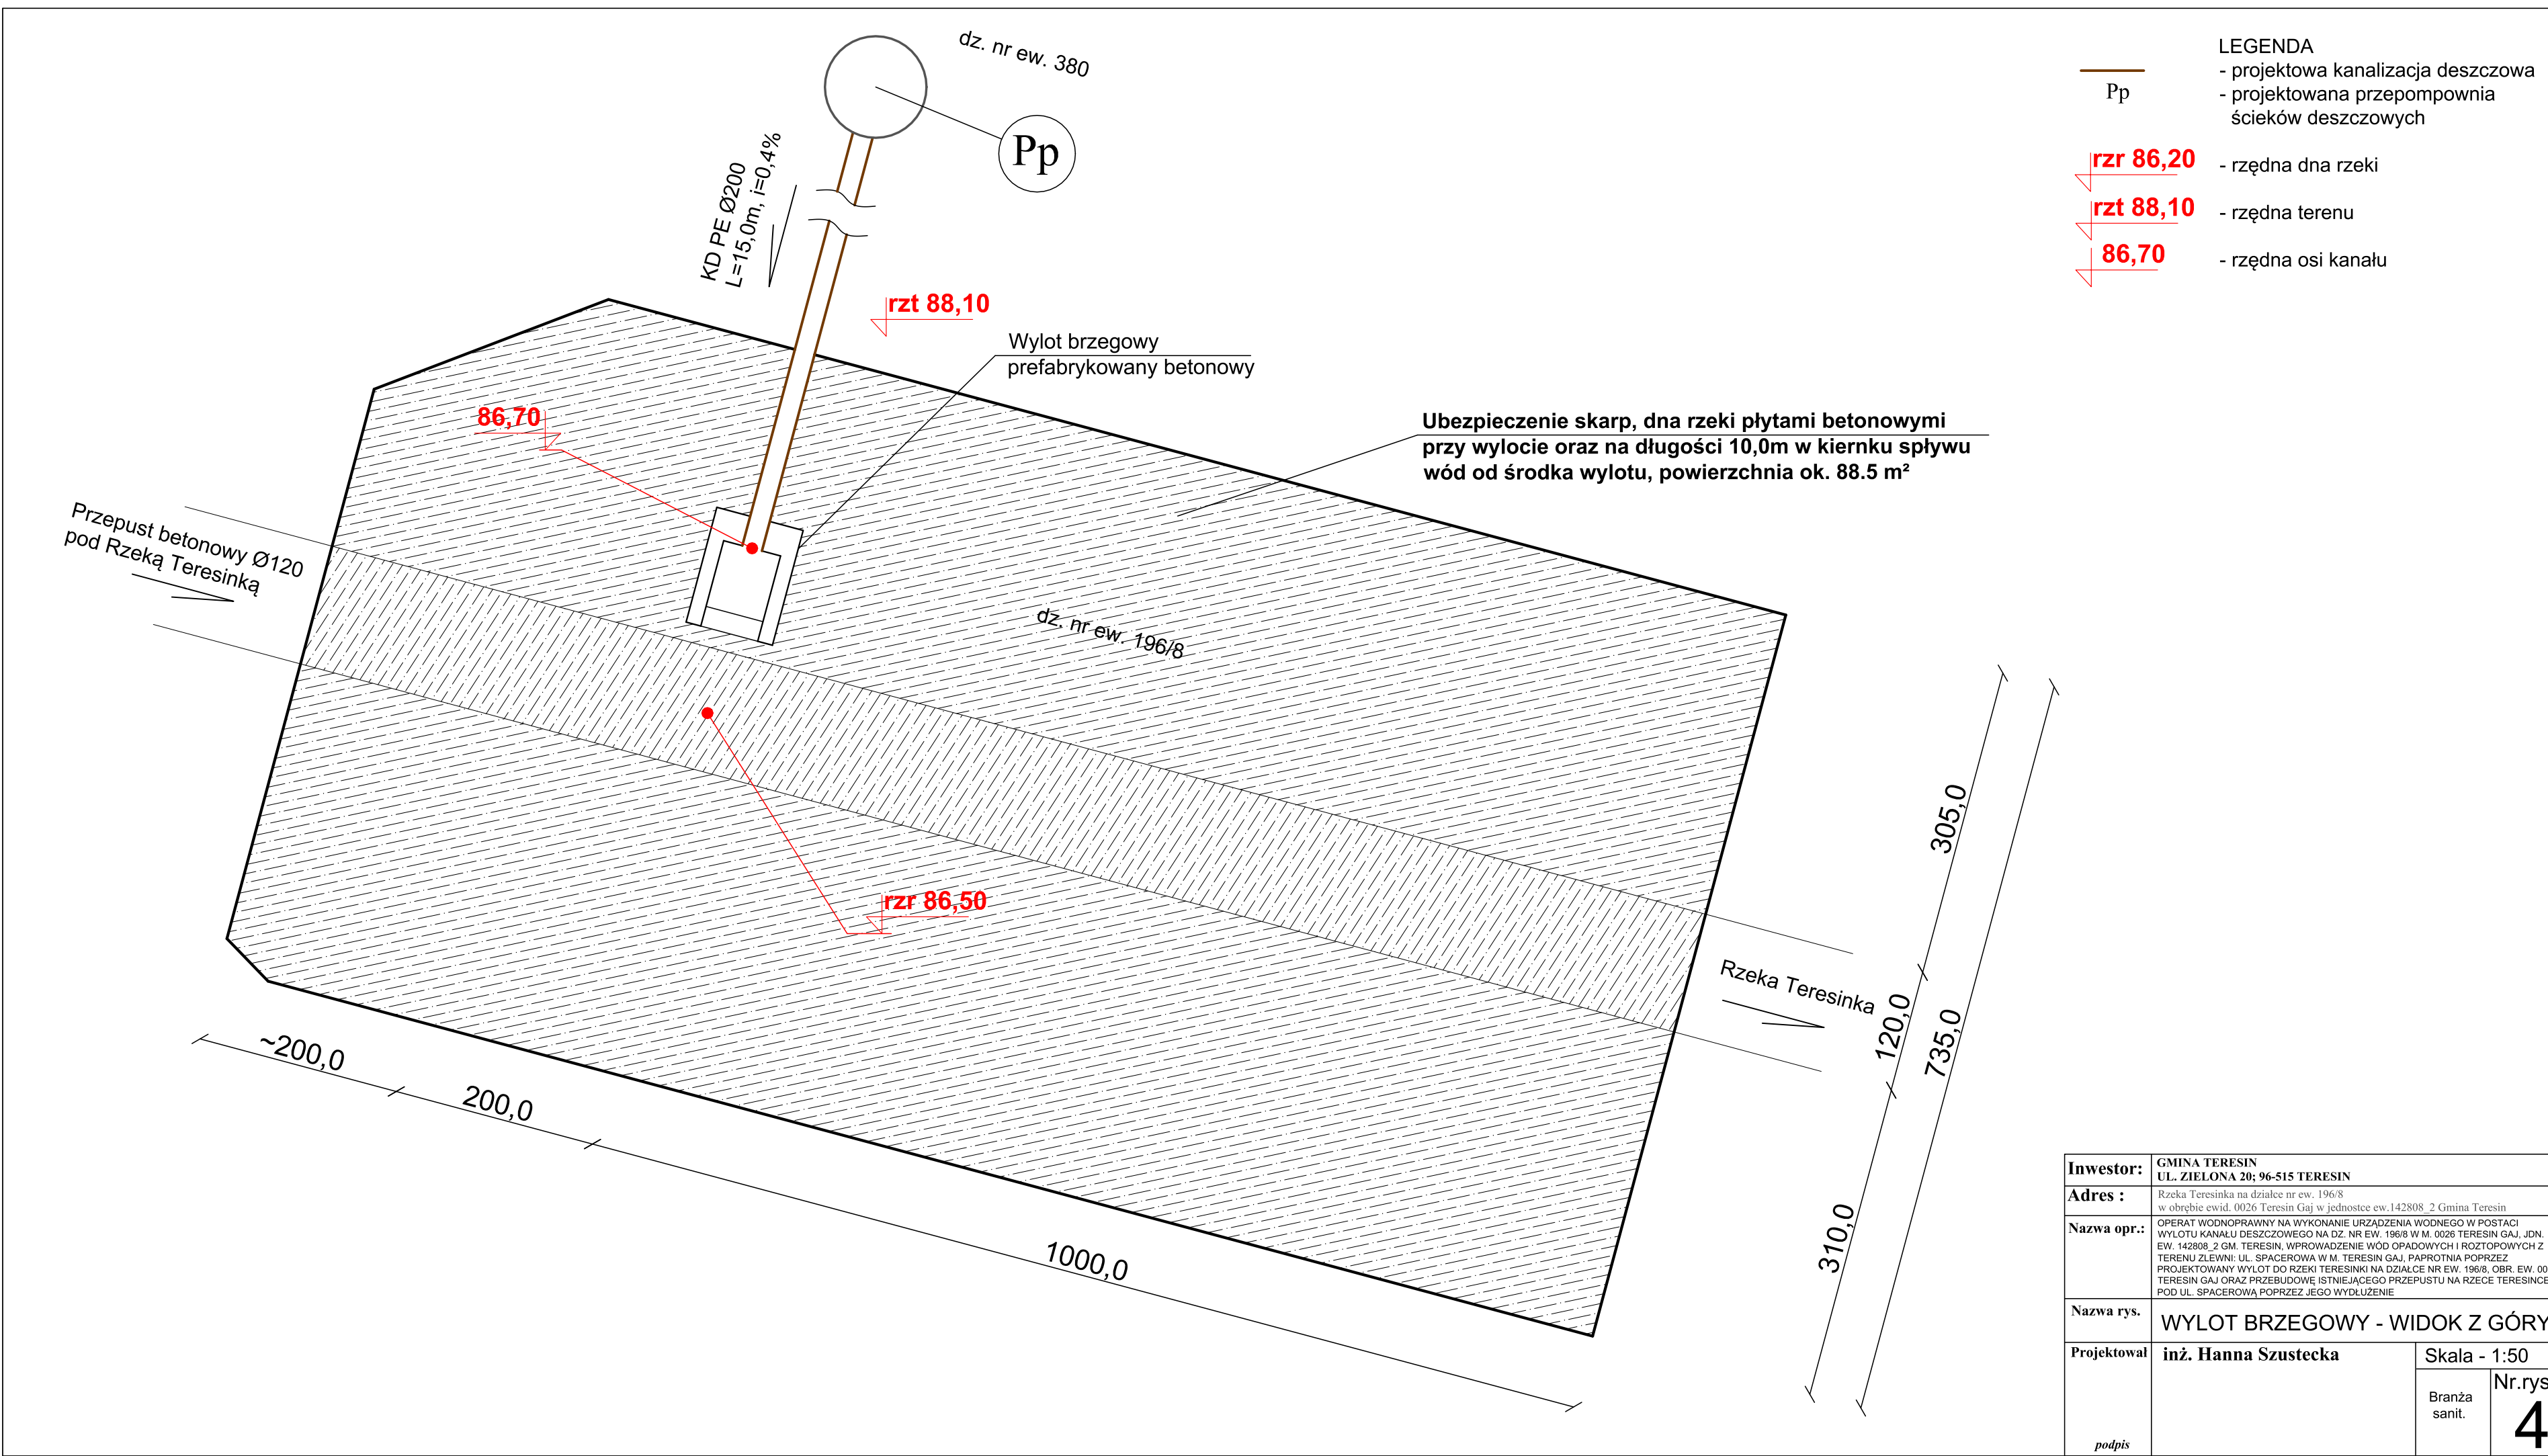 dz. nr ew. 380
Pp
KD PE Ø200
L=15,0m, i=0,4%
rzt 88,10
Wylot brzegowy
prefabrykowany betonowy
86,70
Ubezpieczenie skarp, dna rzeki płytami betonowymi
przy wylocie oraz na długości 10,0m w kiernku spływu
wód od środka wylotu, powierzchnia ok. 88.5 m²
Przepust betonowy Ø120
pod Rzeką Teresinką
dz. nr ew. 196/8
rzr 86,50
Rzeka Teresinka
~200,0
200,0
1000,0
305,0
120,0
735,0
310,0
LEGENDA
- projektowa kanalizacja deszczowa
Pp - projektowana przepompownia
ścieków deszczowych
rzr 86,20 - rzędna dna rzeki
rzt 88,10 - rzędna terenu
86,70 - rzędna osi kanału
Inwestor: GMINA TERESIN
UL. ZIELONA 20; 96-515 TERESIN
Adres : Rzeka Teresinka na działce nr ew. 196/8
w obrębie ewid. 0026 Teresin Gaj w jednostce ew.142808_2 Gmina Teresin
Nazwa opr.: OPERAT WODNOPRAWNY NA WYKONANIE URZĄDZENIA WODNEGO W POSTACI
WYLOTU KANAŁU DESZCZOWEGO NA DZ. NR EW. 196/8 W M. 0026 TERESIN GAJ, JDN.
EW. 142808_2 GM. TERESIN, WPROWADZENIE WÓD OPADOWYCH I ROZTOPOWYCH Z
TERENU ZLEWNI: UL. SPACEROWA W M. TERESIN GAJ, PAPROTNIA POPRZEZ
PROJEKTOWANY WYLOT DO RZEKI TERESINKI NA DZIAŁCE NR EW. 196/8, OBR. EW. 00
TERESIN GAJ ORAZ PRZEBUDOWĘ ISTNIEJĄCEGO PRZEPUSTU NA RZECE TERESINCE
POD UL. SPACEROWĄ POPRZEZ JEGO WYDŁUŻENIE
Nazwa rys. WYLOT BRZEGOWY - WIDOK Z GÓRY
Projektował inż. Hanna Szustecka
Skala - 1:50
Branża
sanit.
Nr.rys
4
podpis